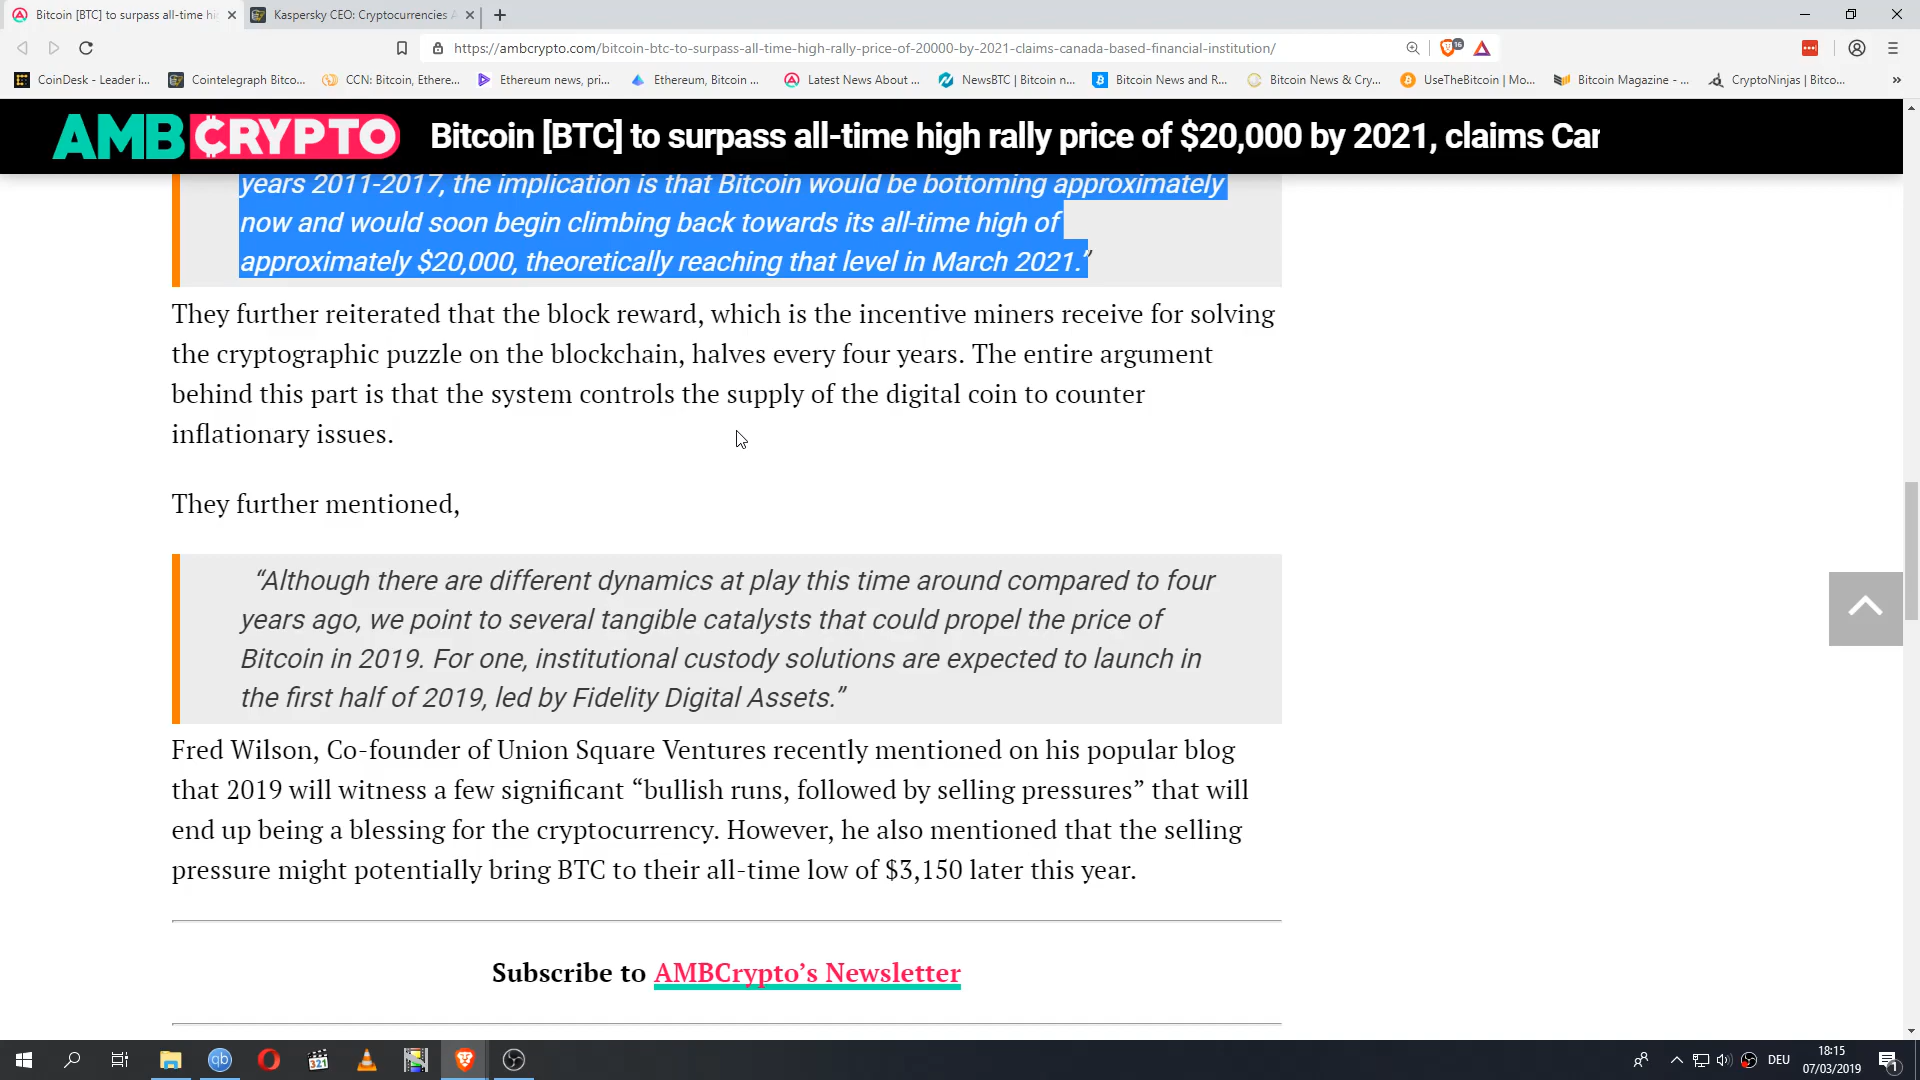 Bitcoin [BTC] to surpass all-time hi
Kaspersky CEO: Cryptocurrencies A
https://ambcrypto.com/bitcoin-btc-to-surpass-all-time-high-rally-price-of-20000-by-2021-claims-canada-based-financial-institution/
16
CoinDesk - Leader i...
Cointelegraph Bitco...
CCN: Bitcoin, Ethere...
Ethereum news, pri...
Ethereum, Bitcoin ...
Latest News About ...
NewsBTC | Bitcoin n...
Bitcoin News and R...
Bitcoin News & Cry...
UseTheBitcoin | Mo...
Bitcoin Magazine - ...
CryptoNinjas | Bitco...
AMBCRYPTO
Bitcoin [BTC] to surpass all-time high rally price of $20,000 by 2021, claims Car
years 2011-2017, the implication is that Bitcoin would be bottoming approximately
now and would soon begin climbing back towards its all-time high of
approximately $20,000, theoretically reaching that level in March 2021.”
They further reiterated that the block reward, which is the incentive miners receive for solving
the cryptographic puzzle on the blockchain, halves every four years. The entire argument
behind this part is that the system controls the supply of the digital coin to counter
inflationary issues.
They further mentioned,
“Although there are different dynamics at play this time around compared to four
years ago, we point to several tangible catalysts that could propel the price of
Bitcoin in 2019. For one, institutional custody solutions are expected to launch in
the first half of 2019, led by Fidelity Digital Assets.”
Fred Wilson, Co-founder of Union Square Ventures recently mentioned on his popular blog
that 2019 will witness a few significant “bullish runs, followed by selling pressures” that will
end up being a blessing for the cryptocurrency. However, he also mentioned that the selling
pressure might potentially bring BTC to their all-time low of $3,150 later this year.
Subscribe to AMBCrypto’s Newsletter
qb
321
DEU
18:15
07/03/2019
1